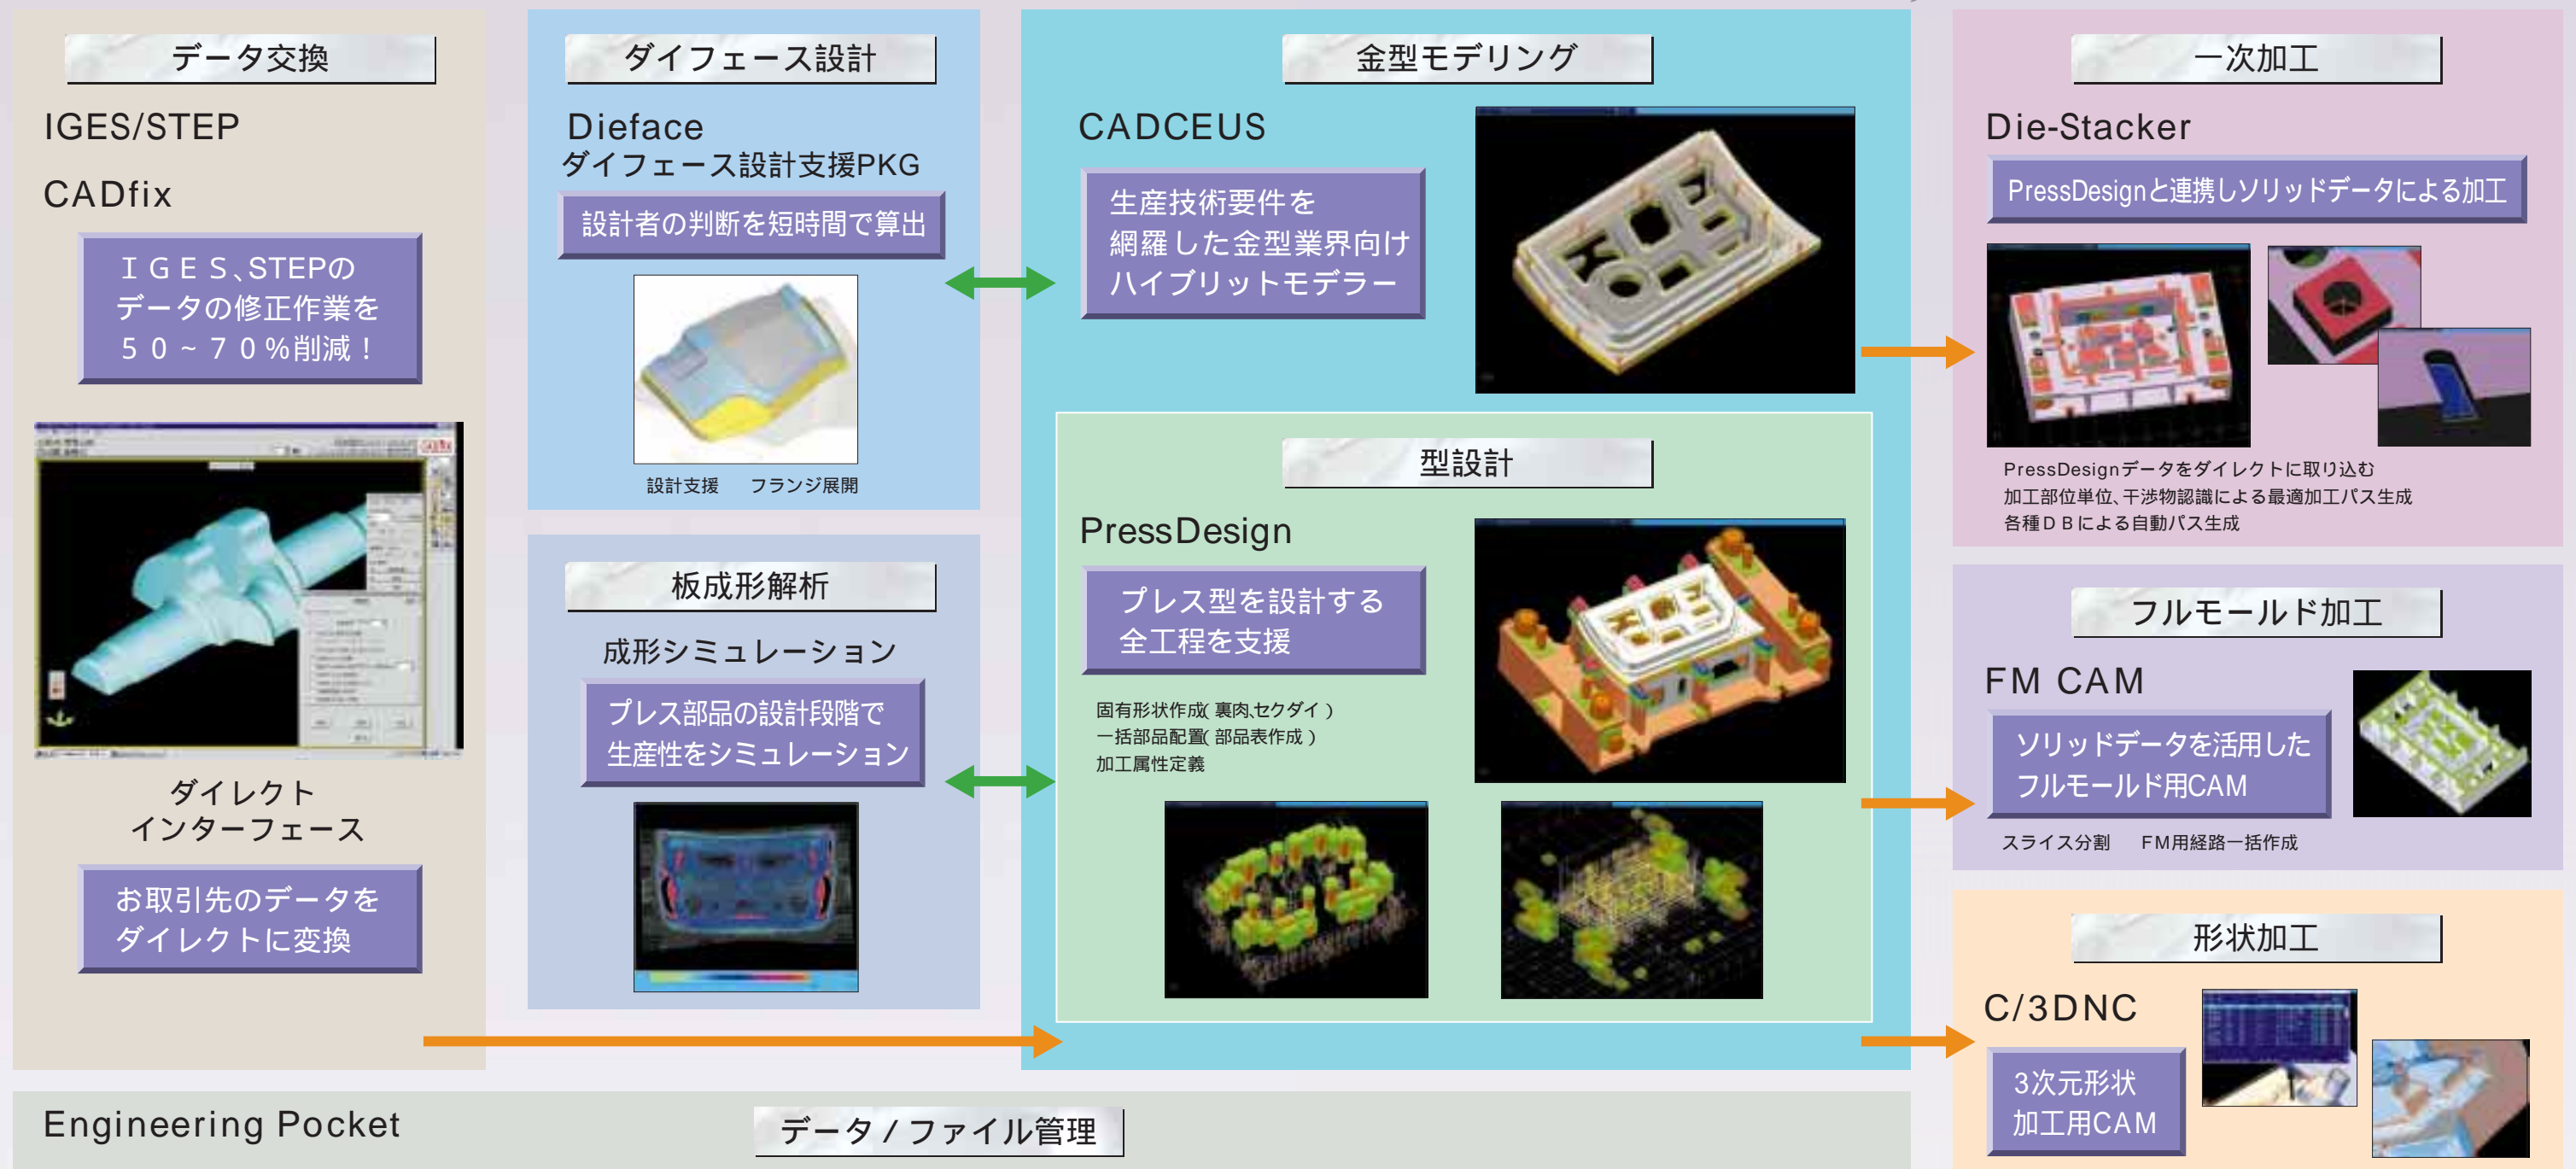 データ交換
IGES/STEP
CADfix
ＩＧＥＳ､STEPの
データの修正作業を
５０~７０%削減！
ダイレクト
インターフェース
お取引先のデータを
ダイレクトに変換
ダイフェース設計
Dieface
ダイフェース設計支援PKG
設計者の判断を短時間で算出
設計支援　フランジ展開
板成形解析
成形シミュレーション
プレス部品の設計段階で
生産性をシミュレーション
金型モデリング
CADCEUS
生産技術要件を
網羅した金型業界向け
ハイブリットモデラー
型設計
PressDesign
プレス型を設計する
全工程を支援
固有形状作成(裏肉､セクダイ)
一括部品配置(部品表作成)
加工属性定義
一次加工
Die-Stacker
PressDesignと連携しソリッドデータによる加工
PressDesignデータをダイレクトに取り込む
加工部位単位､干渉物認識による最適加工パス生成
各種ＤＢによる自動パス生成
フルモールド加工
FM CAM
ソリッドデータを活用した
フルモールド用CAM
スライス分割　FM用経路一括作成
形状加工
C/3DNC
3次元形状
加工用CAM
Engineering Pocket
データ / ファイル管理